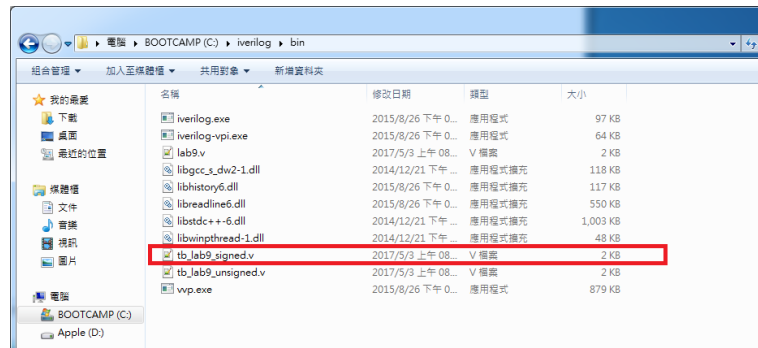 電腦 ▸ BOOTCAMP (C:) ▸ iverilog ▸ bin
組合管理 ▼ 加入至媒體櫃 ▼ 共用對象 ▼ 新增資料夾
名稱 修改日期 類型 大小
我的最愛
下載
桌面
最近的位置
媒體櫃
文件
音樂
視訊
圖片
電腦
BOOTCAMP (C:)
Apple (D:)
iverilog.exe 2015/8/26 下午 0... 應用程式 97 KB
iverilog-vpi.exe 2015/8/26 下午 0... 應用程式 64 KB
lab9.v 2017/5/3 上午 08... V 檔案 2 KB
libgcc_s_dw2-1.dll 2014/12/21 下午 ... 應用程式擴充 118 KB
libhistory6.dll 2015/8/26 下午 0... 應用程式擴充 117 KB
libreadline6.dll 2015/8/26 下午 0... 應用程式擴充 550 KB
libstdc++-6.dll 2014/12/21 下午 ... 應用程式擴充 1,003 KB
libwinpthread-1.dll 2014/12/21 下午 ... 應用程式擴充 48 KB
tb_lab9_signed.v 2017/5/3 上午 08... V 檔案 2 KB
tb_lab9_unsigned.v 2017/5/3 上午 08... V 檔案 2 KB
vvp.exe 2015/8/26 下午 0... 應用程式 879 KB